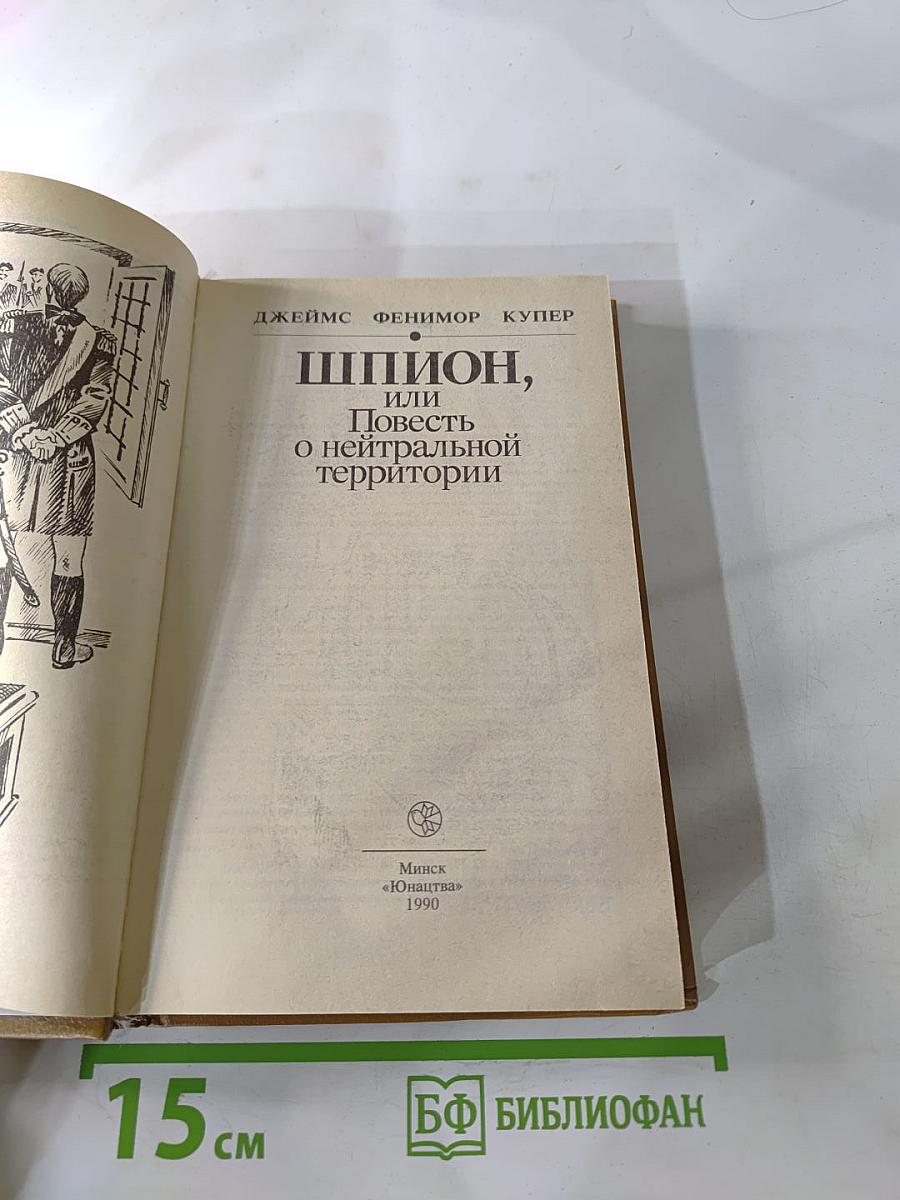 ДЖЕЙМС ФЕНИМОР КУПЕР
ШПИОН,
или
Повесть
о нейтральной
территории
Минск
«Юнацтва»
1990
15 см
БФ БИБЛИОФАН